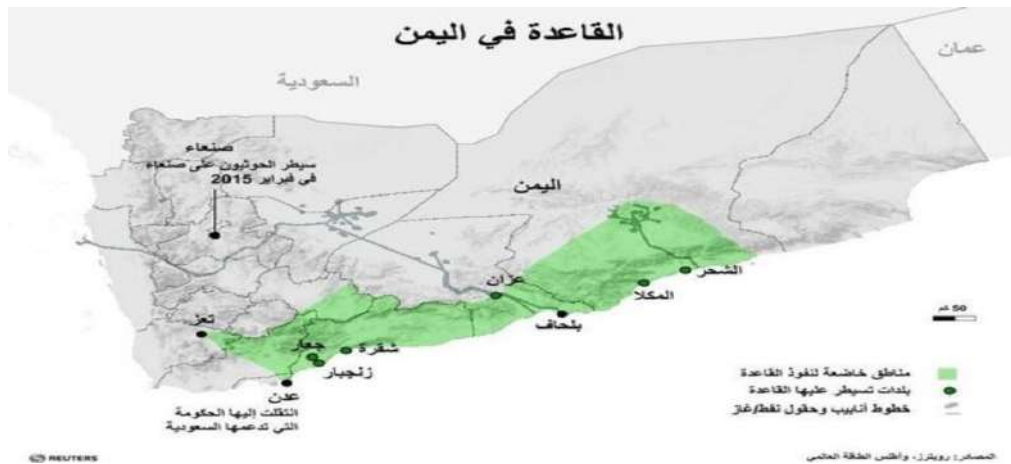 القاعدة في اليمن
عمان
السعودية
صنعاء
سيطر الحوثيون على صنعاء
في فبراير 2015
اليمن
الشحر
المكلا
عزان
بلحاف
تعز
جعار
شقرة
زنجبار
عدن
انتقلت إليها الحكومة
التي تدعمها السعودية
50 كم
مناطق خاضعة لنفوذ القاعدة
بلدات تسيطر عليها القاعدة
خطوط أنابيب وحقول نفط/غاز
REUTERS
المصادر: رويترز، وأطلس الطاقة العالمي